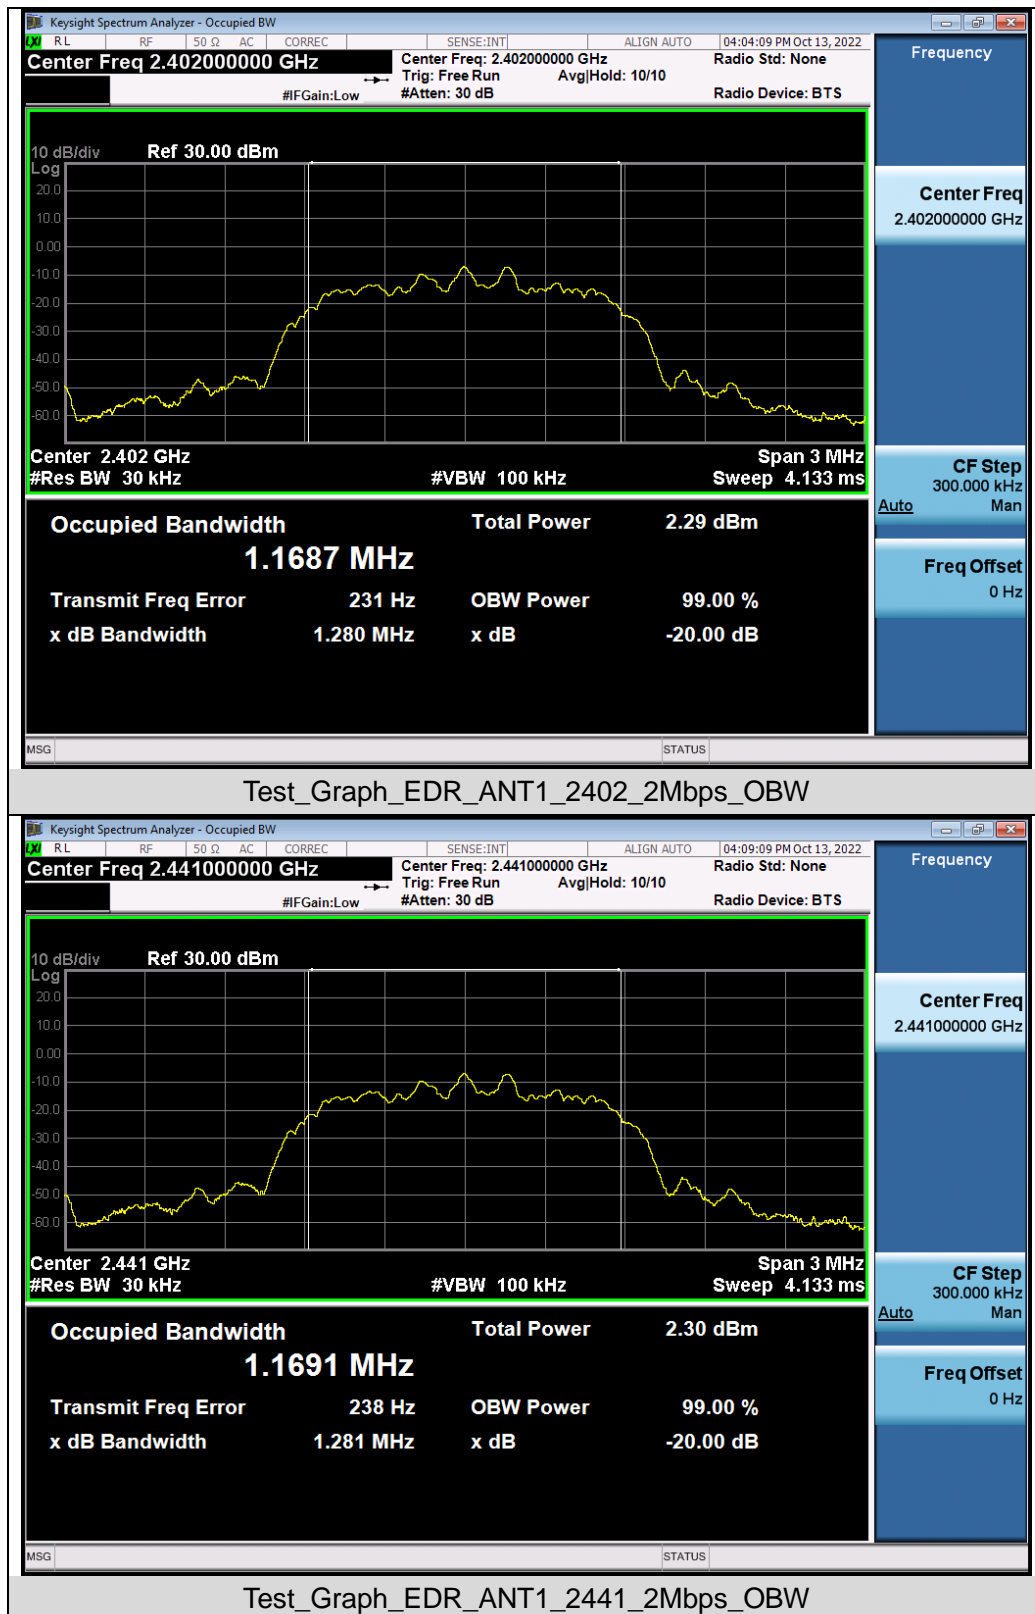 Keysight Spectrum Analyzer - Occupied BW
LXI RL RF 50 Ω AC CORREC SENSE:INT ALIGN AUTO 04:04:09 PM Oct 13, 2022
Center Freq 2.402000000 GHz
Center Freq: 2.402000000 GHz
Radio Std: None
Trig: Free Run Avg|Hold: 10/10
#IFGain:Low #Atten: 30 dB Radio Device: BTS
Frequency
10 dB/div Ref 30.00 dBm
Log
20.0
10.0
0.00
-10.0
-20.0
-30.0
-40.0
-50.0
-60.0
Center 2.402 GHz Span 3 MHz
#Res BW 30 kHz #VBW 100 kHz Sweep 4.133 ms
Center Freq
2.402000000 GHz
CF Step
300.000 kHz
Auto Man
Freq Offset
0 Hz
Occupied Bandwidth Total Power 2.29 dBm
1.1687 MHz
Transmit Freq Error 231 Hz OBW Power 99.00 %
x dB Bandwidth 1.280 MHz x dB -20.00 dB
MSG STATUS
Test_Graph_EDR_ANT1_2402_2Mbps_OBW
Keysight Spectrum Analyzer - Occupied BW
LXI RL RF 50 Ω AC CORREC SENSE:INT ALIGN AUTO 04:09:09 PM Oct 13, 2022
Center Freq 2.441000000 GHz
Center Freq: 2.441000000 GHz
Radio Std: None
Trig: Free Run Avg|Hold: 10/10
#IFGain:Low #Atten: 30 dB Radio Device: BTS
Frequency
10 dB/div Ref 30.00 dBm
Log
20.0
10.0
0.00
-10.0
-20.0
-30.0
-40.0
-50.0
-60.0
Center 2.441 GHz Span 3 MHz
#Res BW 30 kHz #VBW 100 kHz Sweep 4.133 ms
Center Freq
2.441000000 GHz
CF Step
300.000 kHz
Auto Man
Freq Offset
0 Hz
Occupied Bandwidth Total Power 2.30 dBm
1.1691 MHz
Transmit Freq Error 238 Hz OBW Power 99.00 %
x dB Bandwidth 1.281 MHz x dB -20.00 dB
MSG STATUS
Test_Graph_EDR_ANT1_2441_2Mbps_OBW